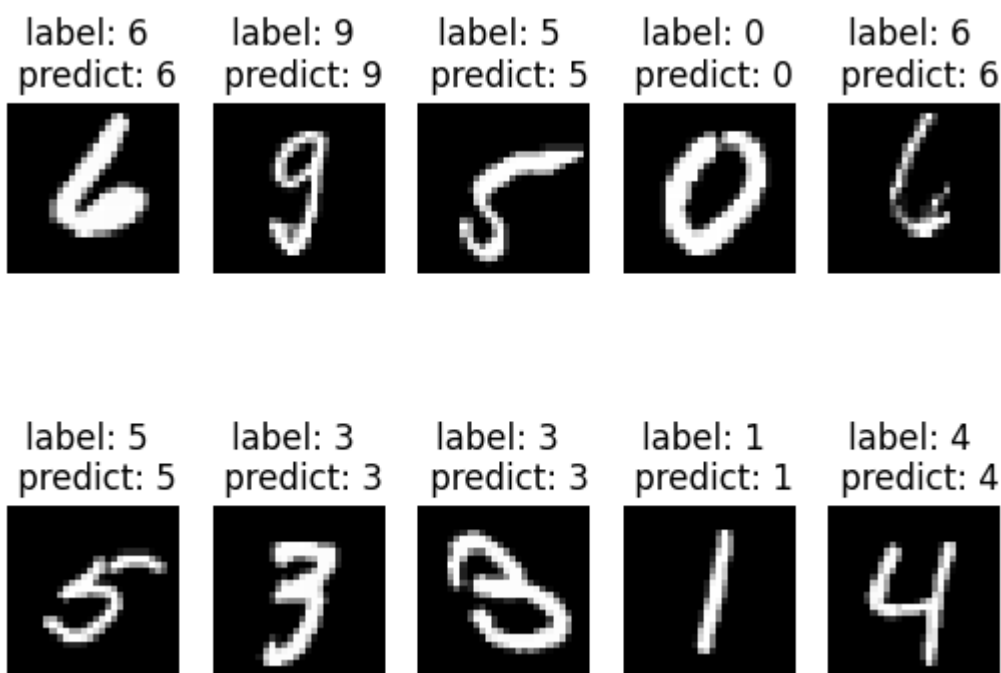 label: 6 label: 9 label: 5 label: 0 label: 6
predict: 6 predict: 9 predict: 5 predict: 0 predict: 6
6 9 5 0 6
label: 5 label: 3 label: 3 label: 1 label: 4
predict: 5 predict: 3 predict: 3 predict: 1 predict: 4
5 3 3 1 4